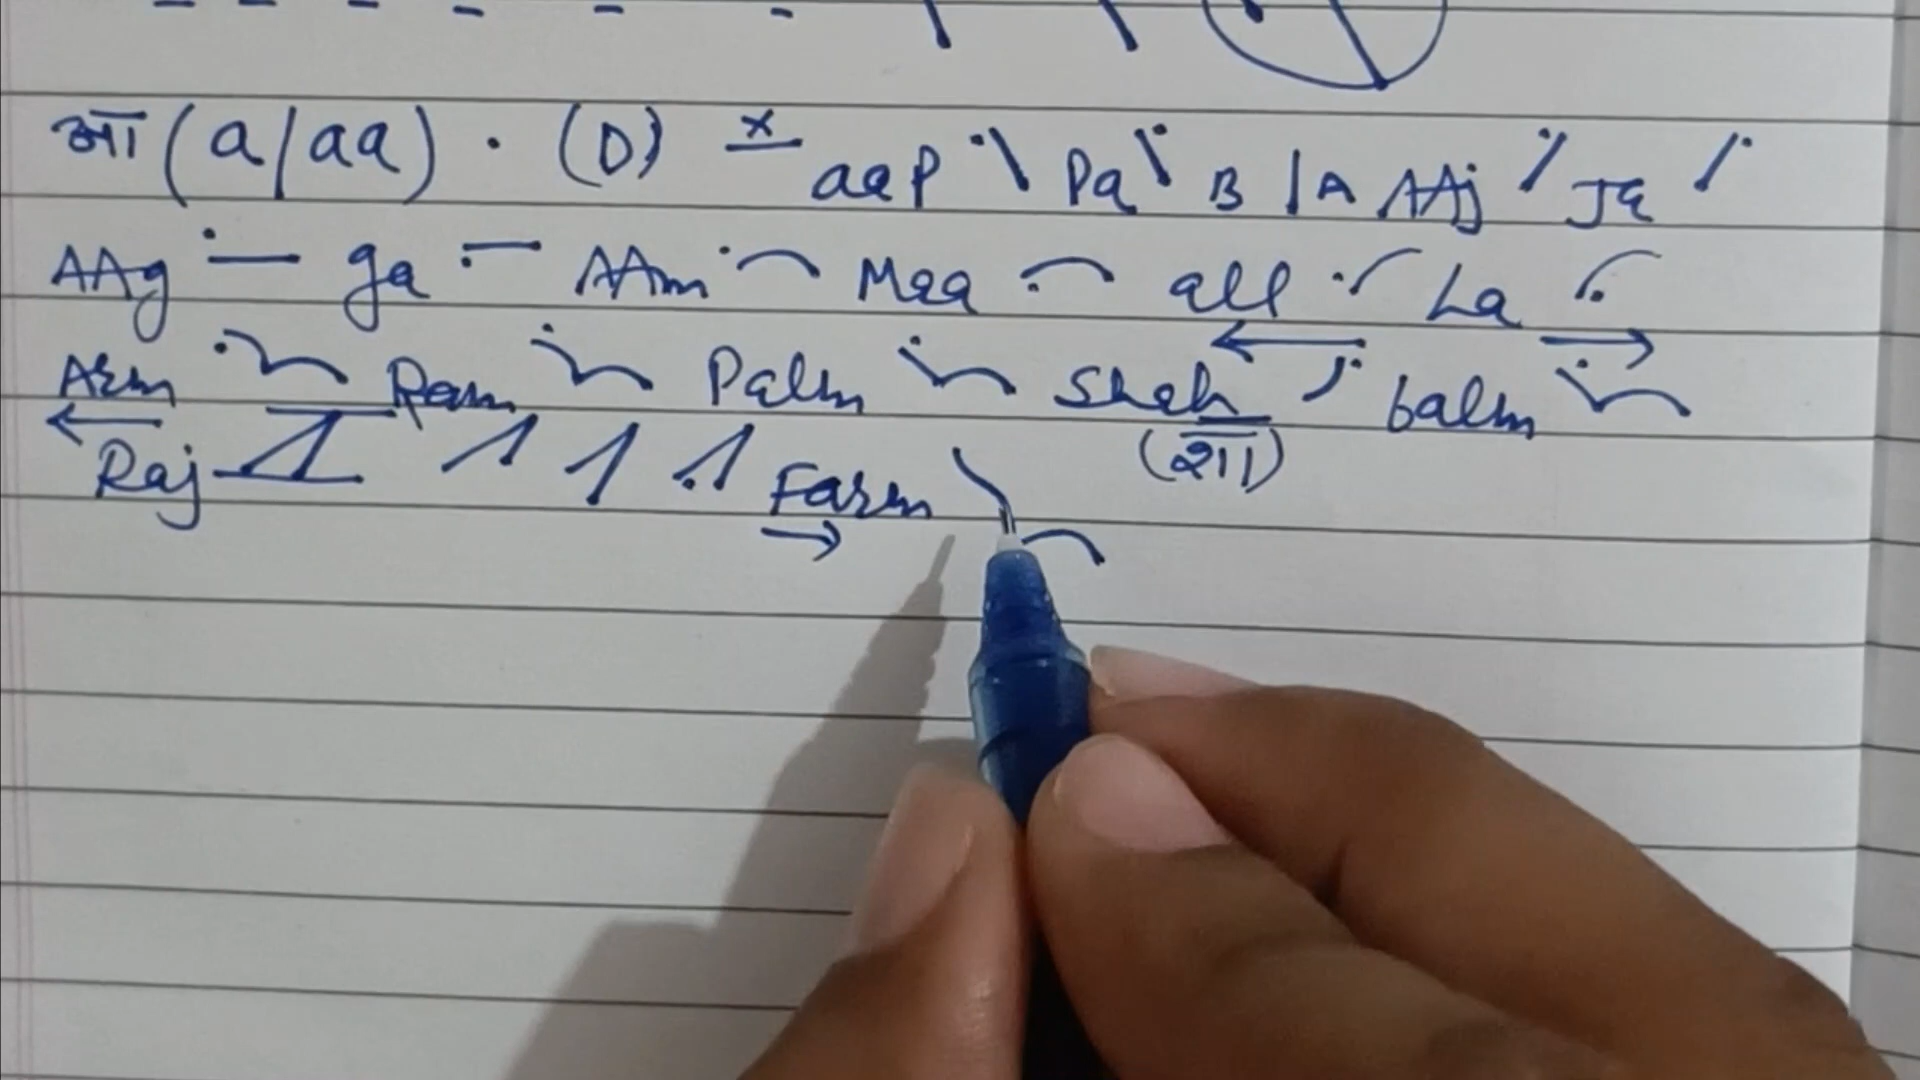 आ (a/aa) . (D) x aap Pa B A AAj Ja
AAg ga AAm Maa all La
Arm Ram Palm Shah balm
(शा)
Raj Farm